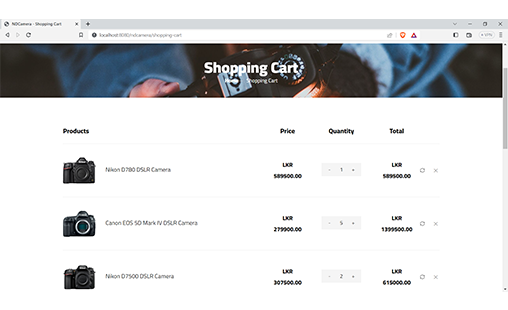 NDCamera - Shopping Cart
localhost:8080/ndcamera/shopping-cart
Shopping Cart
Home Shopping Cart
Products Price Quantity Total
Nikon D780 DSLR Camera LKR 589500.00 - 1 + LKR 589500.00
Canon EOS 5D Mark IV DSLR Camera LKR 279900.00 - 5 + LKR 1399500.00
Nikon D7500 DSLR Camera LKR 307500.00 - 2 + LKR 615000.00